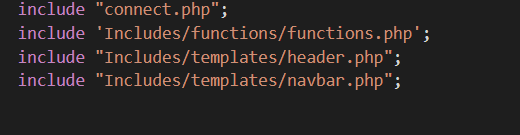 include "connect.php";
include 'Includes/functions/functions.php';
include "Includes/templates/header.php";
include "Includes/templates/navbar.php";